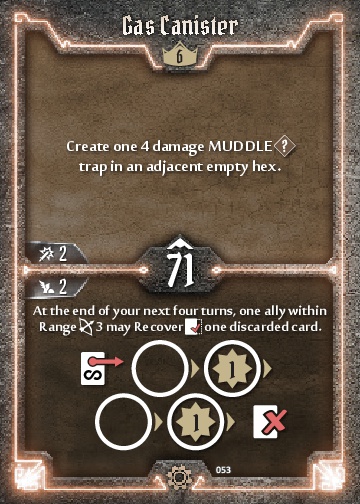 Gas Canister
6
Create one 4 damage MUDDLE ?
trap in an adjacent empty hex.
2
71
2
At the end of your next four turns, one ally within
Range 3 may Recover one discarded card.
1
1
053